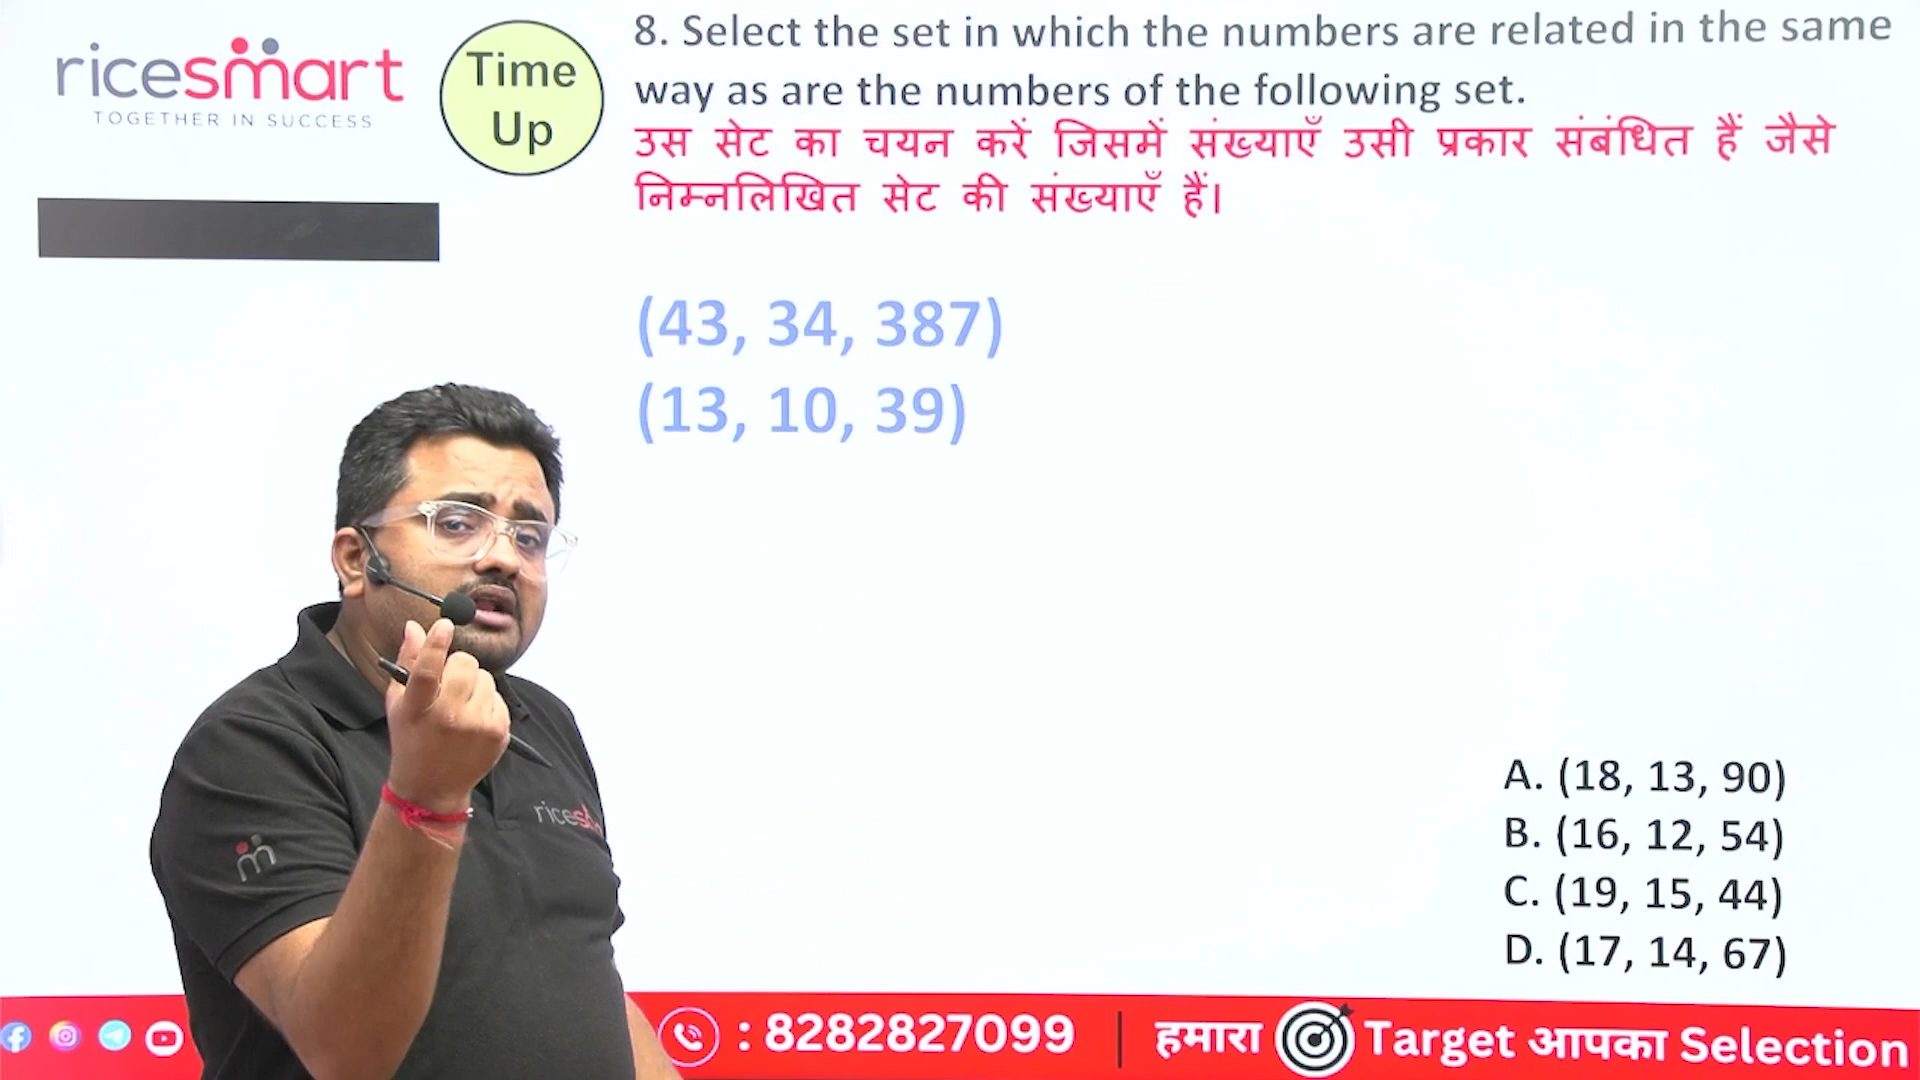 ricesmart
TOGETHER IN SUCCESS
Time
Up
8. Select the set in which the numbers are related in the same
way as are the numbers of the following set.
उस सेट का चयन करें जिसमें संख्याएँ उसी प्रकार संबंधित हैं जैसे
निम्नलिखित सेट की संख्याएँ हैं।
(43, 34, 387)
(13, 10, 39)
A. (18, 13, 90)
B. (16, 12, 54)
C. (19, 15, 44)
D. (17, 14, 67)
: 8282827099 | हमारा Target आपका Selection